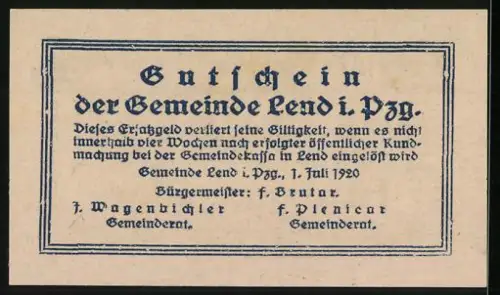 Gutschein
der Gemeinde Lend i. Pzg.
Dieses Ersatzgeld verliert seine Giltigkeit, wenn es nicht
innerhalb vier Wochen nach erfolgter öffentlicher Kund-
machung bei der Gemeindekassa in Lend eingelöst wird
Gemeinde Lend i. Pzg., 1. Juli 1920
Bürgermeister: F. Brutar.
J. Wagenbichler F. Plenicar
Gemeinderat. Gemeinderat.